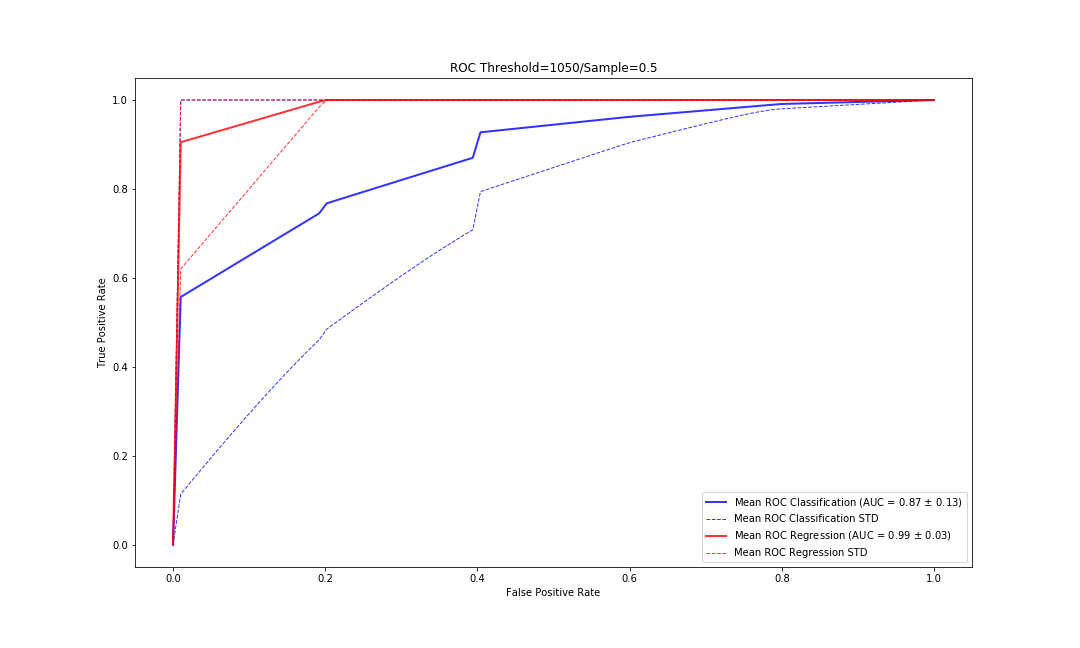 ROC Threshold=1050/Sample=0.5
1.0
0.8
0.6
0.4
0.2
0.0
True Positive Rate
Mean ROC Classification (AUC = 0.87 ± 0.13)
Mean ROC Classification STD
Mean ROC Regression (AUC = 0.99 ± 0.03)
Mean ROC Regression STD
0.0 0.2 0.4 0.6 0.8 1.0
False Positive Rate